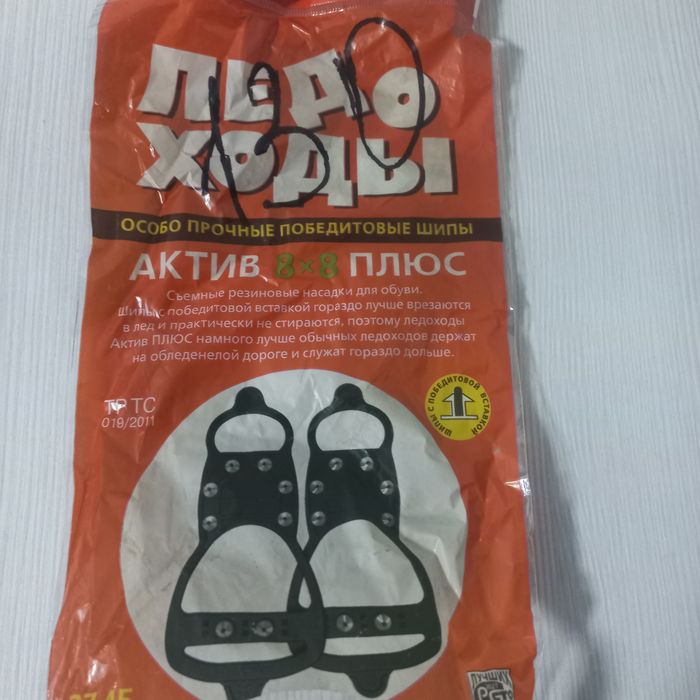 ЛЕДО
ХОДЫ
130
ОСОБО ПРОЧНЫЕ ПОБЕДИТОВЫЕ ШИПЫ
АКТИВ 8×8 ПЛЮС
Съемные резиновые насадки для обуви.
Шипы с победитовой вставкой гораздо лучше врезаются
в лед и практически не стираются, поэтому ледоходы
Актив ПЛЮС намного лучше обычных ледоходов держат
на обледенелой дороге и служат гораздо дольше.
ШИПЫ С ПОБЕДИТОВОЙ ВСТАВКОЙ
ТР ТС
019/2011
ЛУЧШИЙ